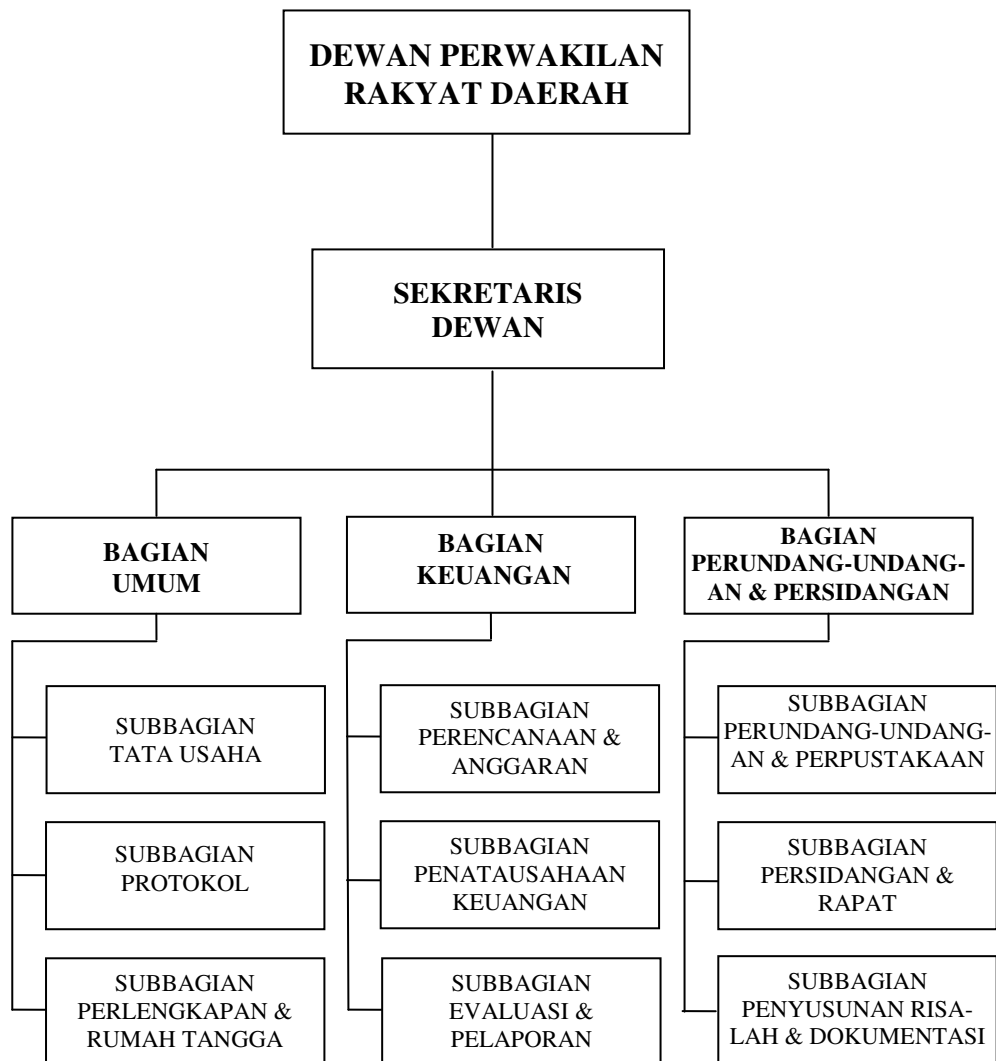 DEWAN PERWAKILAN
RAKYAT DAERAH
SEKRETARIS
DEWAN
BAGIAN
UMUM
BAGIAN
KEUANGAN
BAGIAN
PERUNDANG-UNDANG-
AN & PERSIDANGAN
SUBBAGIAN
TATA USAHA
SUBBAGIAN
PERENCANAAN &
ANGGARAN
SUBBAGIAN
PERUNDANG-UNDANG-
AN & PERPUSTAKAAN
SUBBAGIAN
PROTOKOL
SUBBAGIAN
PENATAUSAHAAN
KEUANGAN
SUBBAGIAN
PERSIDANGAN &
RAPAT
SUBBAGIAN
PERLENGKAPAN &
RUMAH TANGGA
SUBBAGIAN
EVALUASI &
PELAPORAN
SUBBAGIAN
PENYUSUNAN RISA-
LAH & DOKUMENTASI